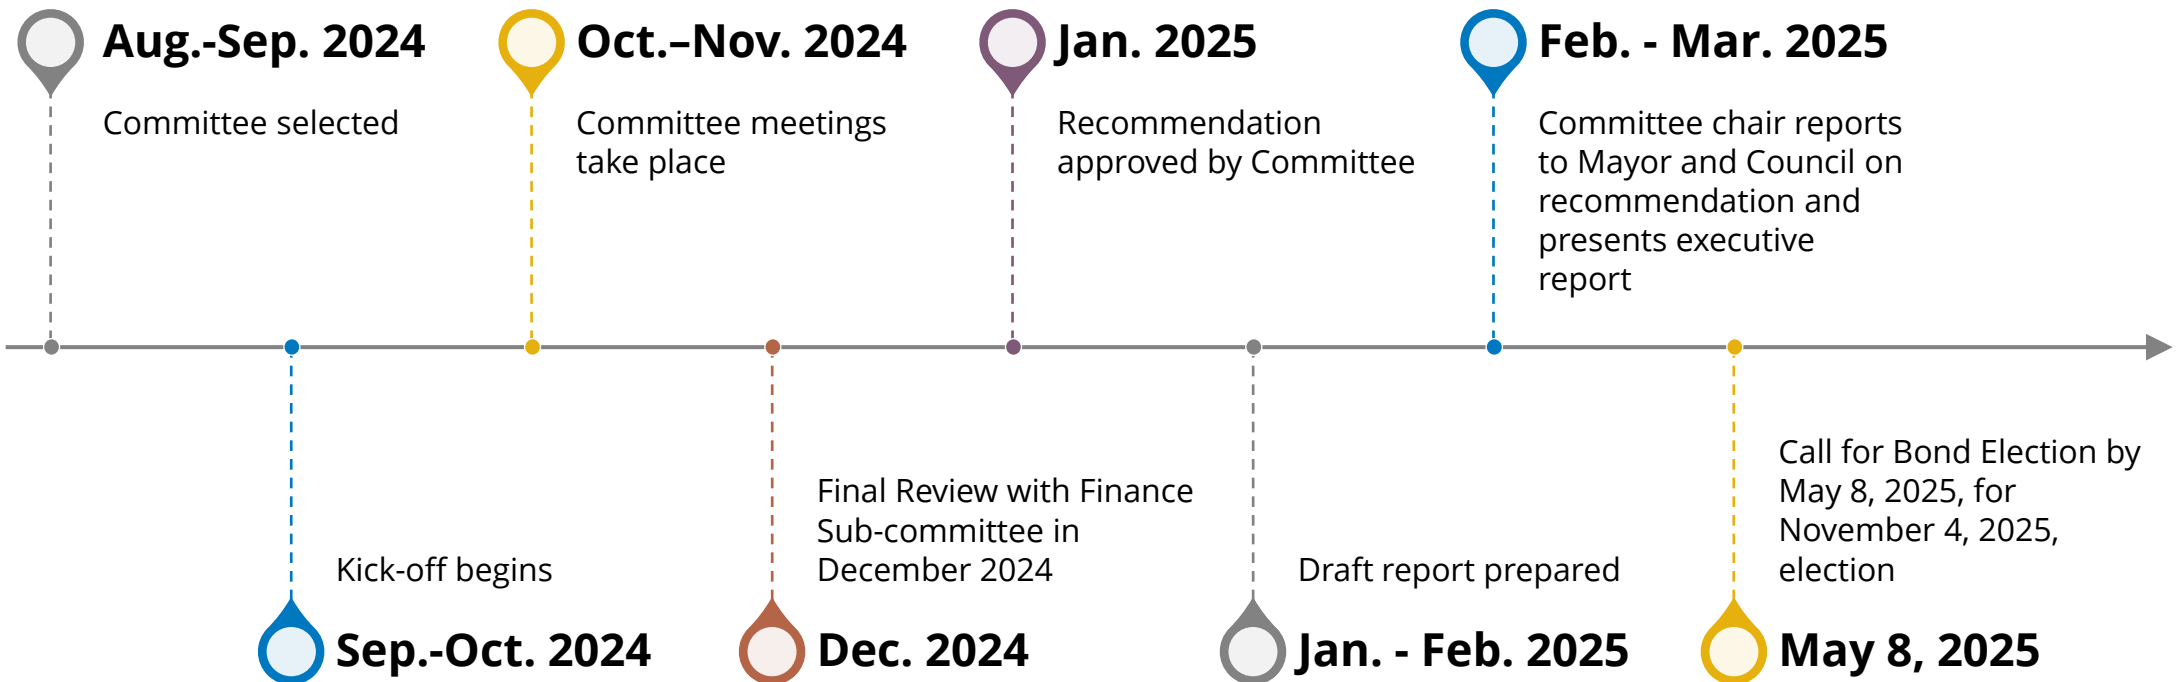 Aug.-Sep. 2024
Committee selected
Oct.–Nov. 2024
Committee meetings
take place
Jan. 2025
Recommendation
approved by Committee
Feb. - Mar. 2025
Committee chair reports
to Mayor and Council on
recommendation and
presents executive
report
Kick-off begins
Sep.-Oct. 2024
Final Review with Finance
Sub-committee in
December 2024
Dec. 2024
Draft report prepared
Jan. - Feb. 2025
Call for Bond Election by
May 8, 2025, for
November 4, 2025,
election
May 8, 2025